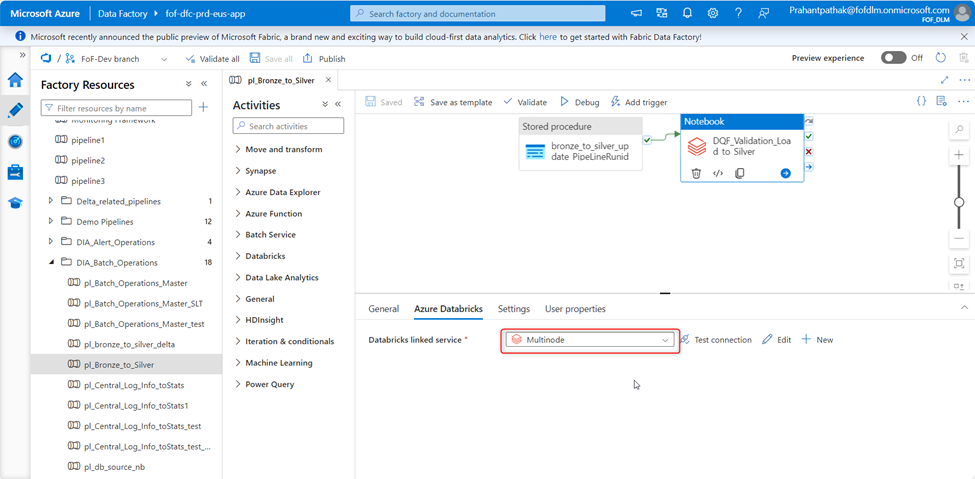 Microsoft Azure
Data Factory
fof-dfc-prd-eus-app
Search factory and documentation
Prahantpathak@fofdlm.onmicrosoft.com
FOF_DLM
Microsoft recently announced the public preview of Microsoft Fabric, a brand new and exciting way to build cloud-first data analytics. Click here to get started with Fabric Data Factory!
FoF-Dev branch
Validate all
Save all
Publish
Preview experience
Off
Factory Resources
Filter resources by name
Monitoring Framework
pipeline1
pipeline2
pipeline3
Delta_related_pipelines 1
Demo Pipelines 12
DIA_Alert_Operations 4
DIA_Batch_Operations 18
pl_Batch_Operations_Master
pl_Batch_Operations_Master_SLT
pl_Batch_Operations_Master_test
pl_bronze_to_silver_delta
pl_Bronze_to_Silver
pl_Central_Log_Info_toStats
pl_Central_Log_Info_toStats1
pl_Central_Log_Info_toStats_test
pl_Central_Log_Info_toStats_test_...
pl_db_source_nb
pl_Bronze_to_Silver
Activities
Search activities
Move and transform
Synapse
Azure Data Explorer
Azure Function
Batch Service
Databricks
Data Lake Analytics
General
HDInsight
Iteration & conditionals
Machine Learning
Power Query
Saved
Save as template
Validate
Debug
Add trigger
Stored procedure
bronze_to_silver_up
date_PipeLineRunid
Notebook
DQF_Validation_Loa
d_to_Silver
General
Azure Databricks
Settings
User properties
Databricks linked service *
Multinode
Test connection
Edit
New